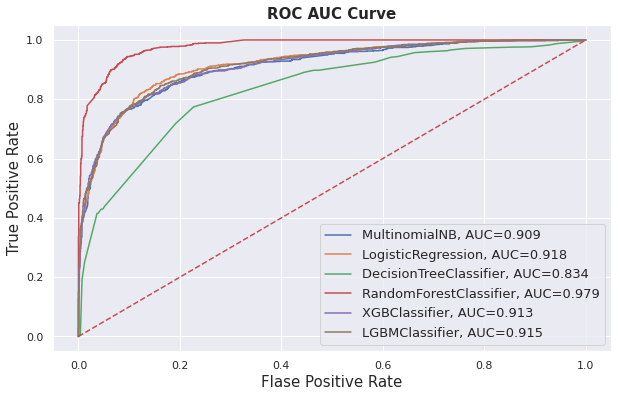 ROC AUC Curve
True Positive Rate
1.0
0.8
0.6
0.4
0.2
0.0
MultinomialNB, AUC=0.909
LogisticRegression, AUC=0.918
DecisionTreeClassifier, AUC=0.834
RandomForestClassifier, AUC=0.979
XGBClassifier, AUC=0.913
LGBMClassifier, AUC=0.915
0.0 0.2 0.4 0.6 0.8 1.0
Flase Positive Rate